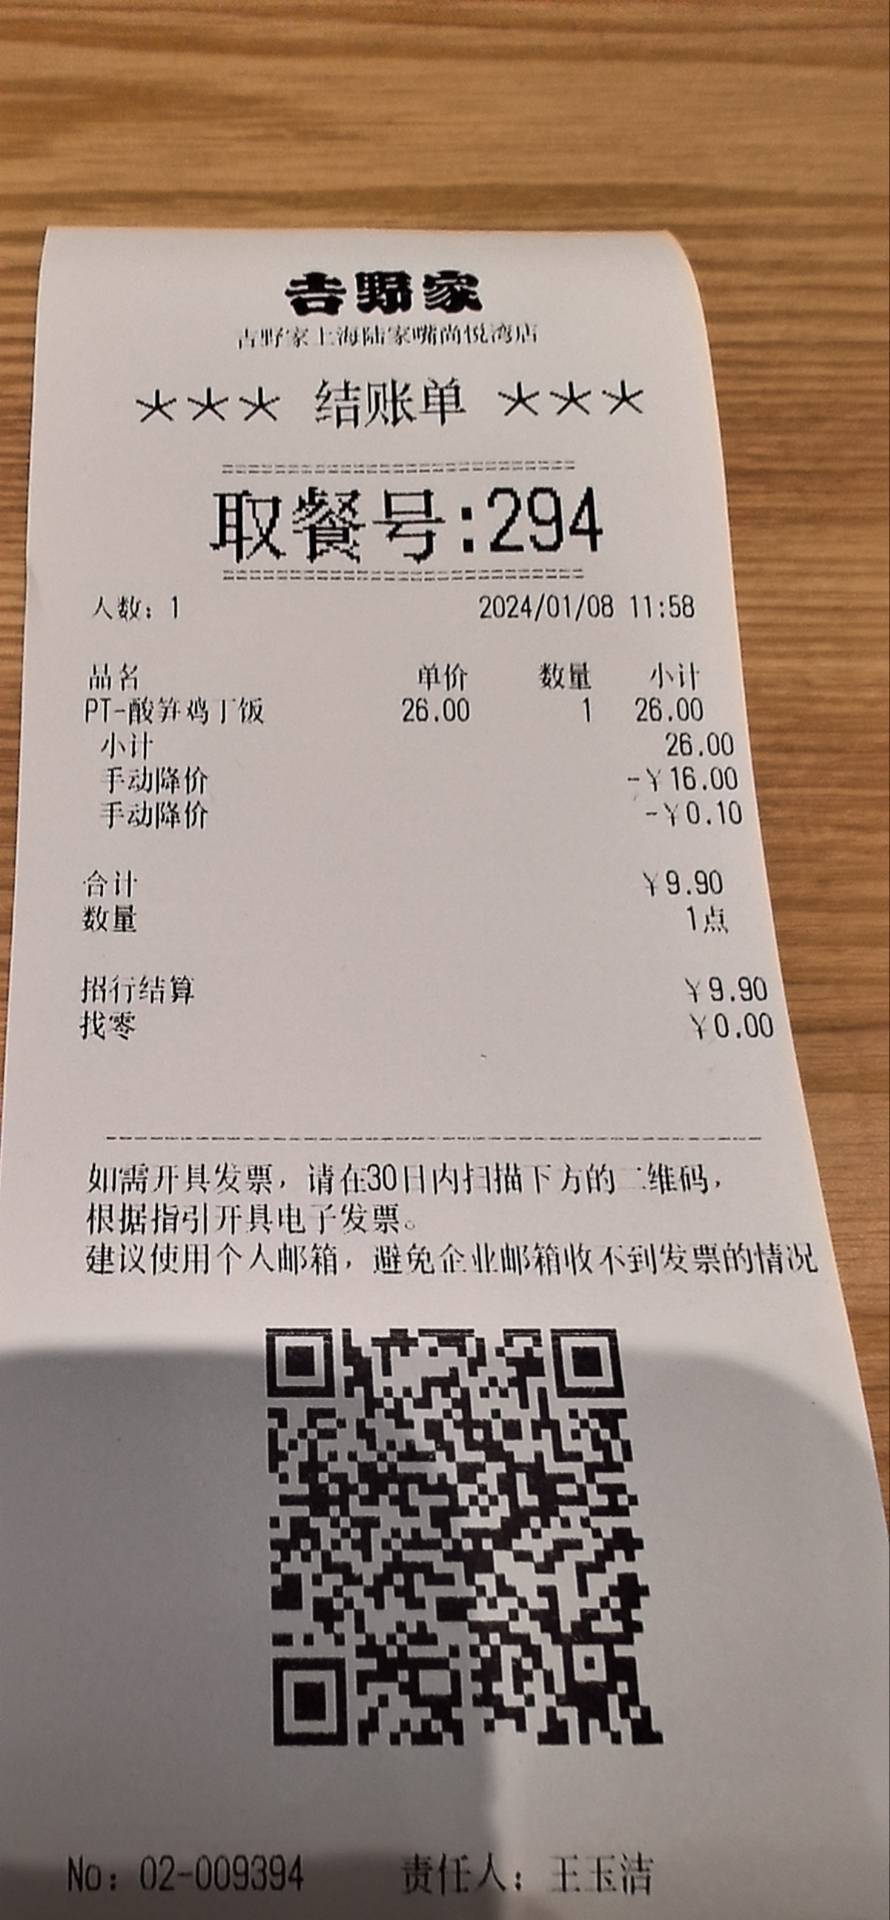 吉野家
吉野家上海陆家嘴尚悦湾店
*** 结账单 ***
取餐号:294
人数：1 2024/01/08 11:58
品名 单价 数量 小计
PT-酸笋鸡丁饭 26.00 1 26.00
小计 26.00
手动降价 -¥16.00
手动降价 -¥0.10
合计 ¥9.90
数量 1点
招行结算 ¥9.90
找零 ¥0.00
如需开具发票，请在30日内扫描下方的二维码，
根据指引开具电子发票。
建议使用个人邮箱，避免企业邮箱收不到发票的情况
No：02-009394 责任人：王玉洁